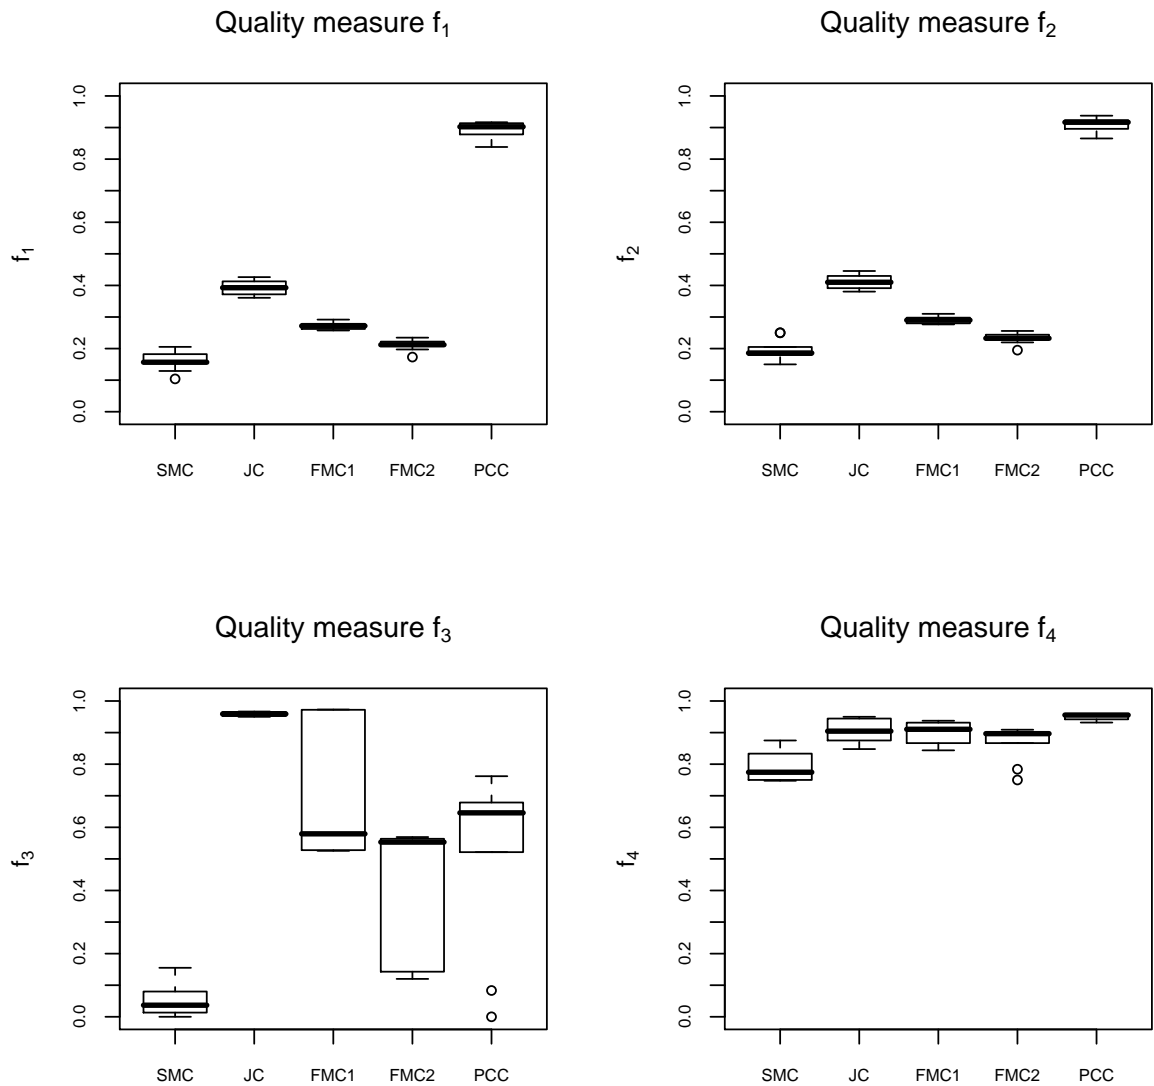 Quality measure f₁
f₁
1.0
0.8
0.6
0.4
0.2
0.0
SMC JC FMC1 FMC2 PCC
Quality measure f₂
f₂
1.0
0.8
0.6
0.4
0.2
0.0
SMC JC FMC1 FMC2 PCC
Quality measure f₃
f₃
1.0
0.8
0.6
0.4
0.2
0.0
SMC JC FMC1 FMC2 PCC
Quality measure f₄
f₄
1.0
0.8
0.6
0.4
0.2
0.0
SMC JC FMC1 FMC2 PCC